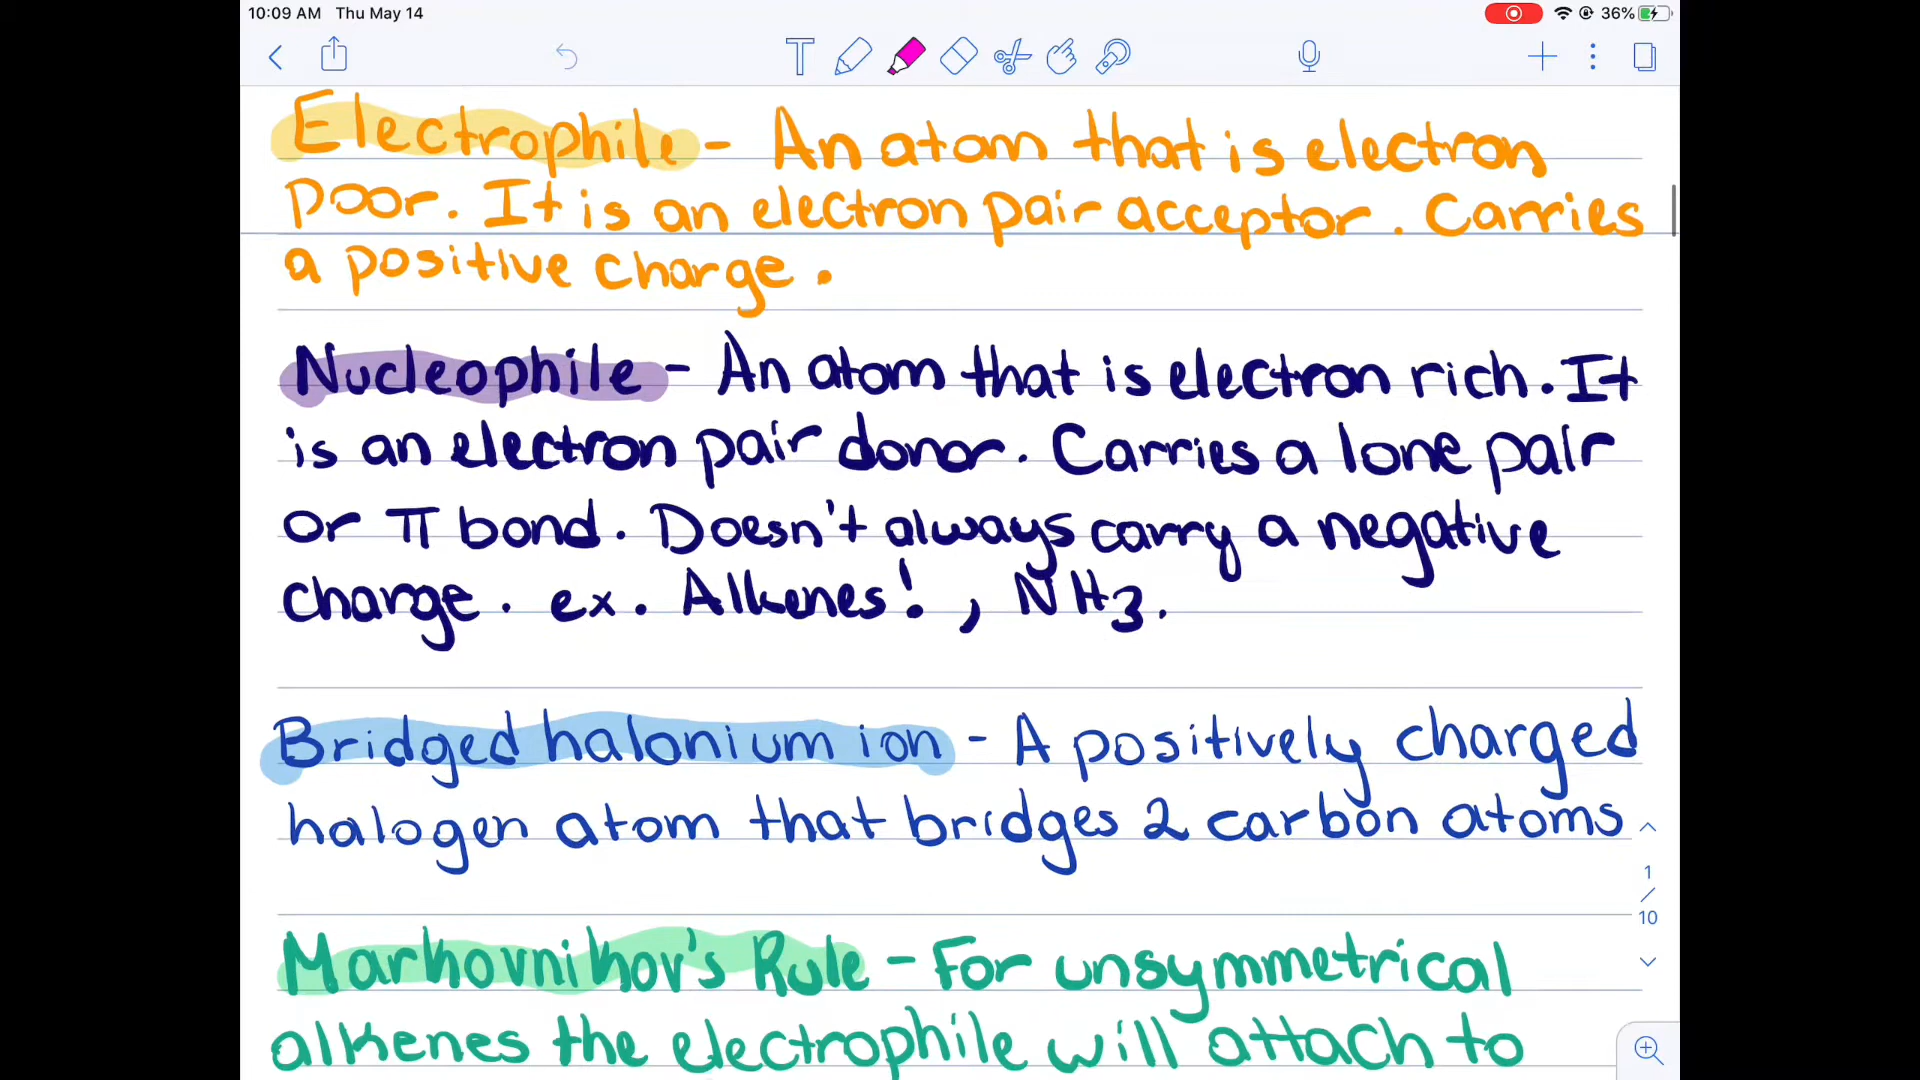 10:09 AM Thu May 14
36%
T
Electrophile - An atom that is electron
poor. It is an electron pair acceptor. Carries
a positive charge.
Nucleophile - An atom that is electron rich. It
is an electron pair donor. Carries a lone pair
or π bond. Doesn't always carry a negative
charge. ex. Alkenes!, NH3.
Bridged halonium ion - A positively charged
halogen atom that bridges 2 carbon atoms
1
/
10
Markovnikov's Rule - For unsymmetrical
alkenes the electrophile will attach to